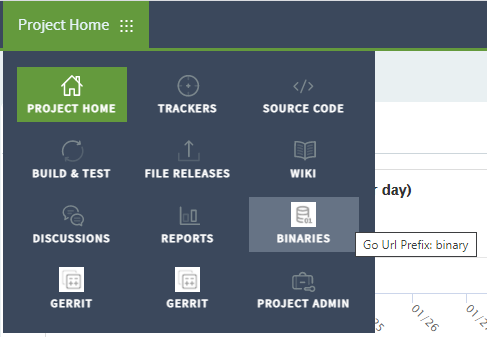 Project Home
PROJECT HOME
TRACKERS
SOURCE CODE
BUILD & TEST
FILE RELEASES
WIKI
r day)
DISCUSSIONS
REPORTS
01
BINARIES
Go Url Prefix: binary
GERRIT
GERRIT
PROJECT ADMIN
25
01/26
01/2